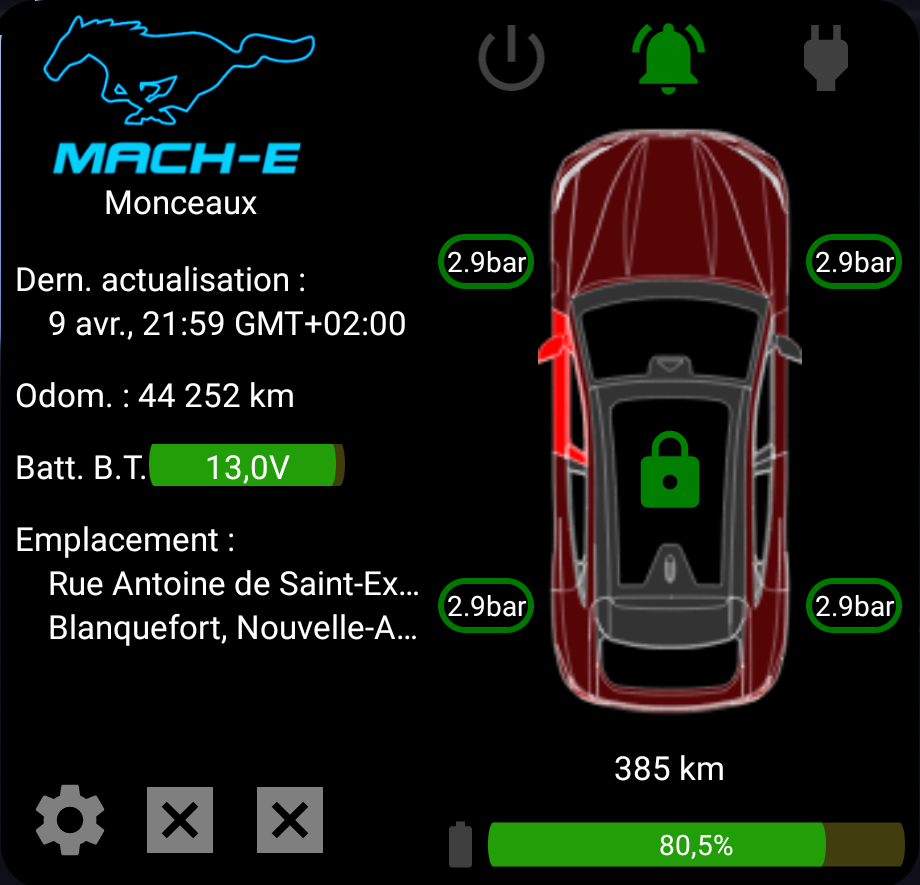 MACH-E
Monceaux
Dern. actualisation :
9 avr., 21:59 GMT+02:00
Odom. : 44 252 km
Batt. B.T. 13,0V
Emplacement :
Rue Antoine de Saint-Ex...
Blanquefort, Nouvelle-A...
2.9bar
2.9bar
2.9bar
2.9bar
385 km
80,5%